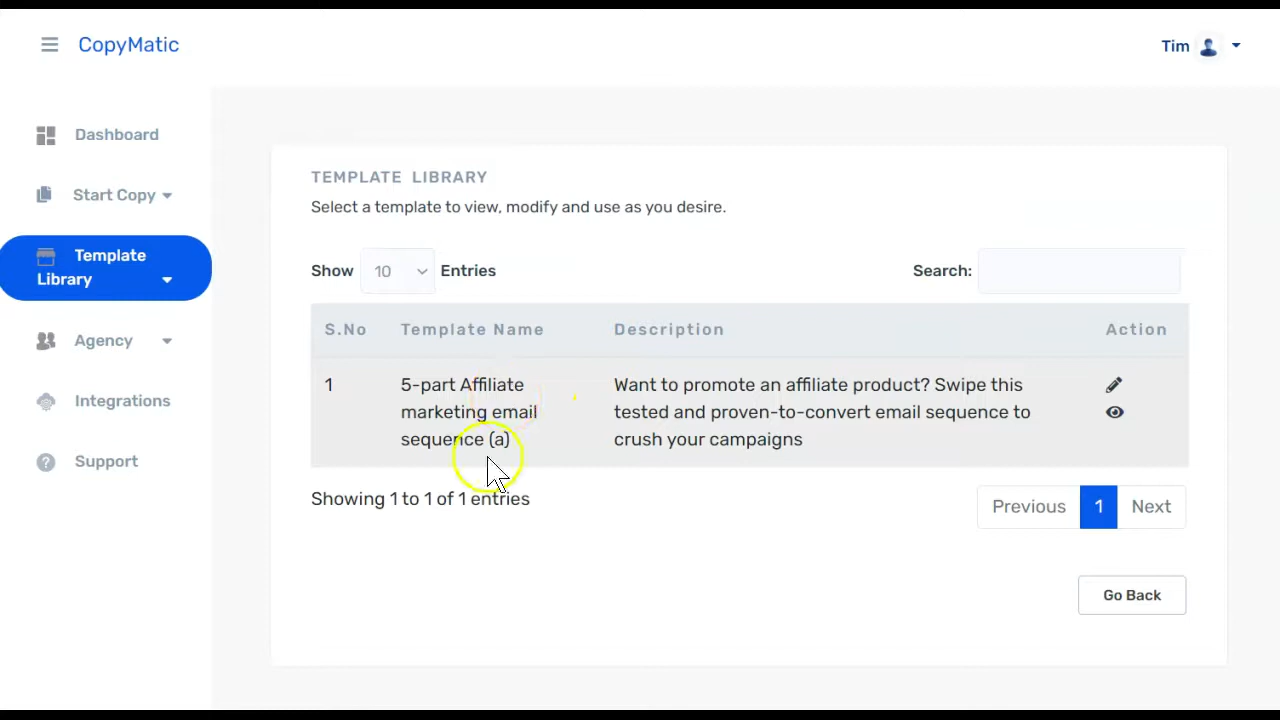 CopyMatic
Tim
Dashboard
Start Copy
Template
Library
Agency
Integrations
Support
TEMPLATE LIBRARY
Select a template to view, modify and use as you desire.
Show 10 Entries
Search:
S.No Template Name Description Action
1 5-part Affiliate Want to promote an affiliate product? Swipe this
marketing email tested and proven-to-convert email sequence to
sequence (a) crush your campaigns
Showing 1 to 1 of 1 entries
Previous 1 Next
Go Back